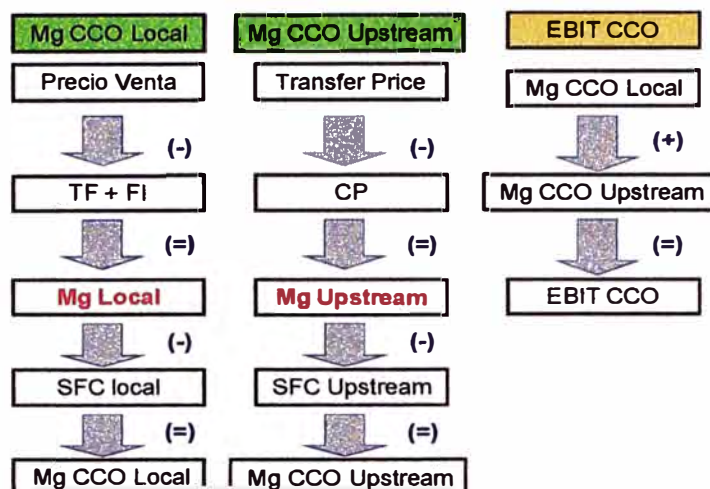 Mg CCO Local
Precio Venta
(-)
TF + FI
(=)
Mg Local
(-)
SFC local
(=)
Mg CCO Local
Mg CCO Upstream
Transfer Price
(-)
CP
(=)
Mg Upstream
(-)
SFC Upstream
(=)
Mg CCO Upstream
EBIT CCO
Mg CCO Local
(+)
Mg CCO Upstream
(=)
EBIT CCO